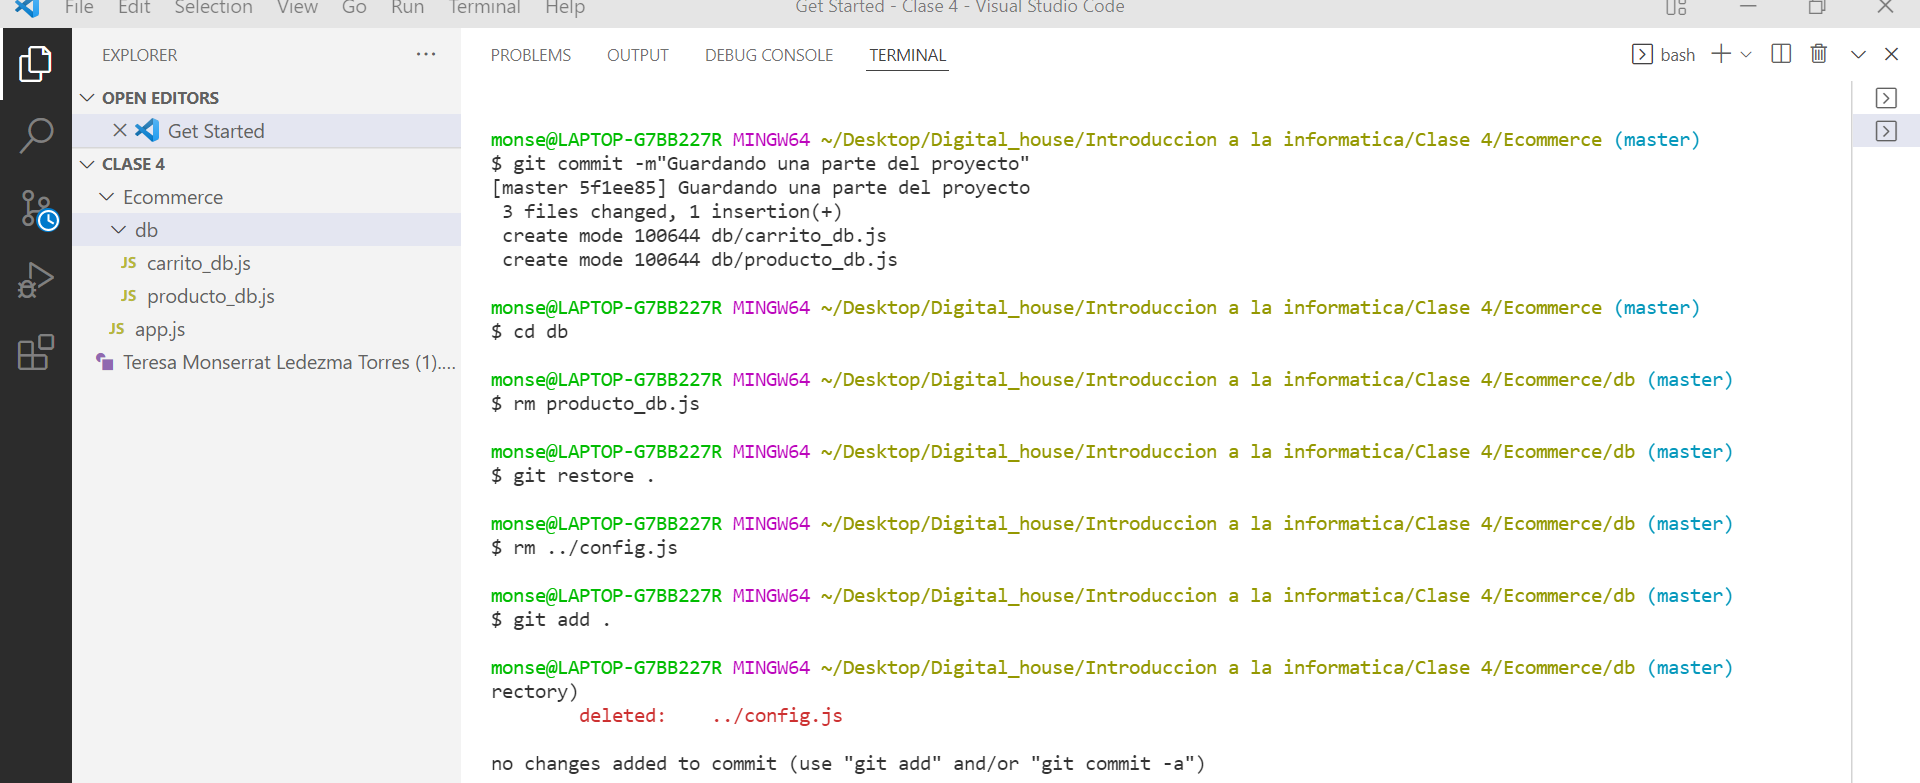 File Edit Selection View Go Run Terminal Help
Get Started - Clase 4 - Visual Studio Code
EXPLORER
OPEN EDITORS
Get Started
CLASE 4
Ecommerce
db
JS carrito_db.js
JS producto_db.js
JS app.js
Teresa Monserrat Ledezma Torres (1)....
PROBLEMS OUTPUT DEBUG CONSOLE TERMINAL
bash
monse@LAPTOP-G7BB227R MINGW64 ~/Desktop/Digital_house/Introduccion a la informatica/Clase 4/Ecommerce (master)
$ git commit -m"Guardando una parte del proyecto"
[master 5f1ee85] Guardando una parte del proyecto
3 files changed, 1 insertion(+)
create mode 100644 db/carrito_db.js
create mode 100644 db/producto_db.js
monse@LAPTOP-G7BB227R MINGW64 ~/Desktop/Digital_house/Introduccion a la informatica/Clase 4/Ecommerce (master)
$ cd db
monse@LAPTOP-G7BB227R MINGW64 ~/Desktop/Digital_house/Introduccion a la informatica/Clase 4/Ecommerce/db (master)
$ rm producto_db.js
monse@LAPTOP-G7BB227R MINGW64 ~/Desktop/Digital_house/Introduccion a la informatica/Clase 4/Ecommerce/db (master)
$ git restore .
monse@LAPTOP-G7BB227R MINGW64 ~/Desktop/Digital_house/Introduccion a la informatica/Clase 4/Ecommerce/db (master)
$ rm ../config.js
monse@LAPTOP-G7BB227R MINGW64 ~/Desktop/Digital_house/Introduccion a la informatica/Clase 4/Ecommerce/db (master)
$ git add .
monse@LAPTOP-G7BB227R MINGW64 ~/Desktop/Digital_house/Introduccion a la informatica/Clase 4/Ecommerce/db (master)
rectory)
deleted: ../config.js
no changes added to commit (use "git add" and/or "git commit -a")